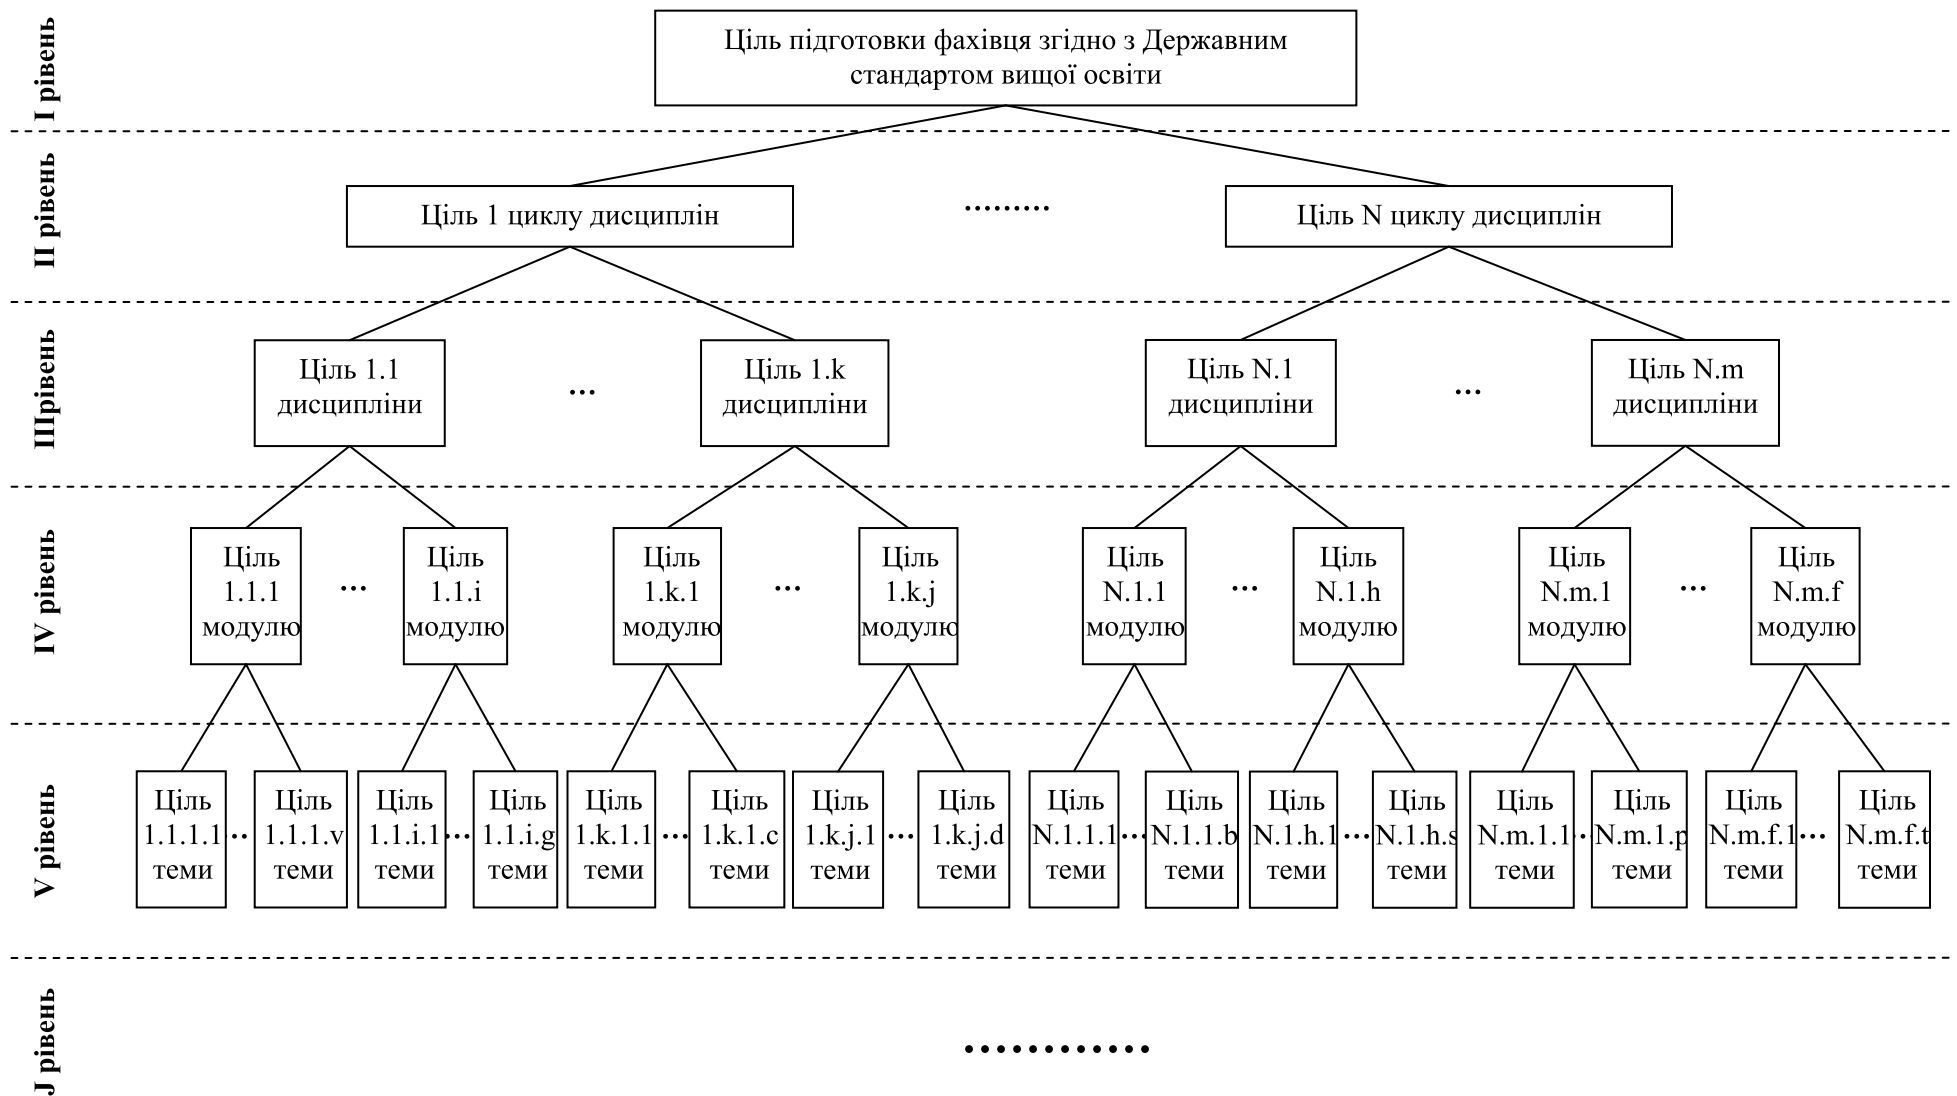 І рівень
Ціль підготовки фахівця згідно з Державним
стандартом вищої освіти
ІІ рівень
Ціль 1 циклу дисциплін
.........
Ціль N циклу дисциплін
ІІІрівень
Ціль 1.1
дисципліни
...
Ціль 1.k
дисципліни
Ціль N.1
дисципліни
...
Ціль N.m
дисципліни
IV рівень
Ціль
1.1.1
модулю
...
Ціль
1.1.i
модулю
Ціль
1.k.1
модулю
...
Ціль
1.k.j
модулю
Ціль
N.1.1
модулю
...
Ціль
N.1.h
модулю
Ціль
N.m.1
модулю
...
Ціль
N.m.f
модулю
V рівень
Ціль
1.1.1.1
теми
...
Ціль
1.1.1.v
теми
Ціль
1.1.i.1
теми
...
Ціль
1.1.i.g
теми
Ціль
1.k.1.1
теми
...
Ціль
1.k.1.c
теми
Ціль
1.k.j.1
теми
...
Ціль
1.k.j.d
теми
Ціль
N.1.1.1
теми
...
Ціль
N.1.1.b
теми
Ціль
N.1.h.1
теми
...
Ціль
N.1.h.s
теми
Ціль
N.m.1.1
теми
...
Ціль
N.m.1.p
теми
Ціль
N.m.f.1
теми
...
Ціль
N.m.f.t
теми
J рівень
............